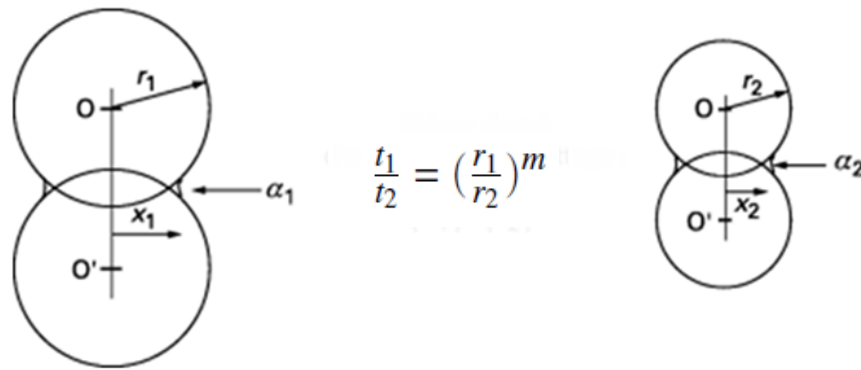 r₁
O
α₁
x₁
O'
t₁/t₂ = (r₁/r₂)ᵐ
r₂
O
α₂
x₂
O'